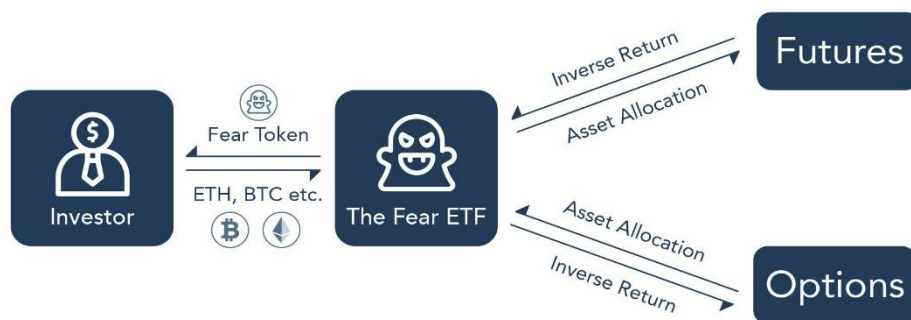 Inverse Return
Futures
Asset Allocation
$
Fear Token
ETH, BTC etc.
Investor
The Fear ETF
Asset Allocation
Inverse Return
Options